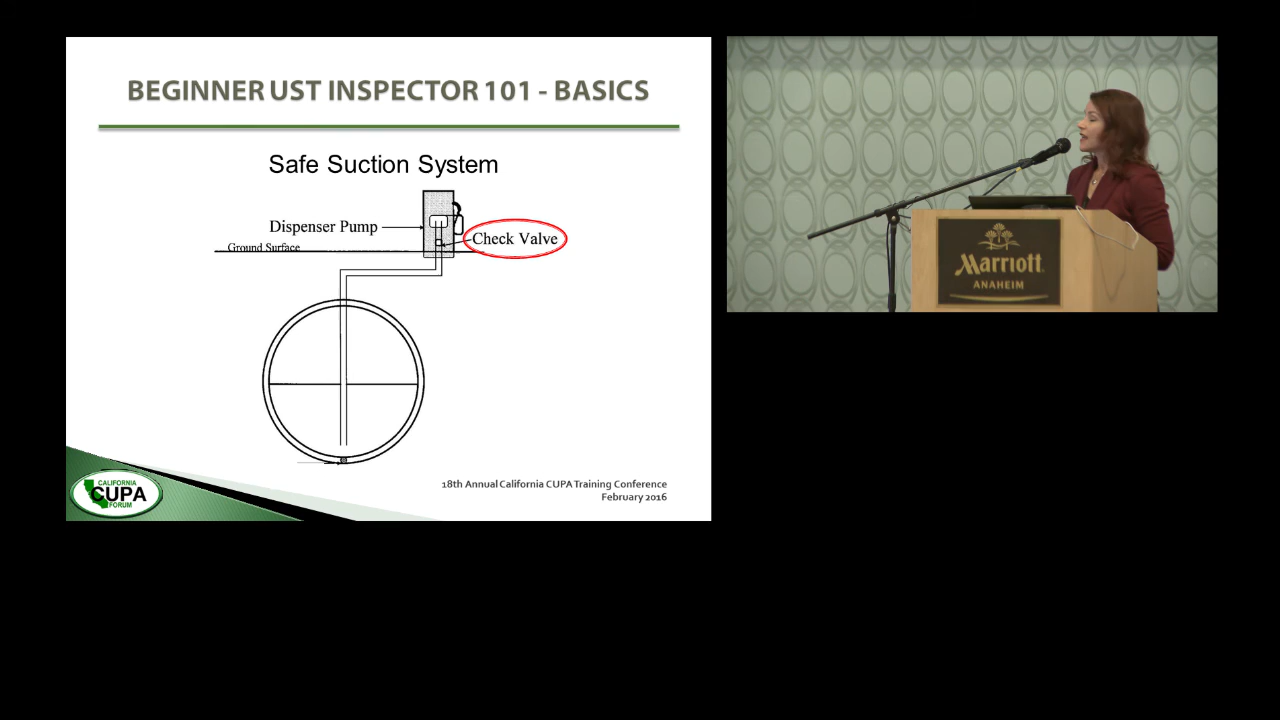 BEGINNER UST INSPECTOR 101 - BASICS
Safe Suction System
Dispenser Pump
Check Valve
Ground Surface
18th Annual California CUPA Training Conference
February 2016
CALIFORNIA
CUPA
FORUM
Marriott
ANAHEIM